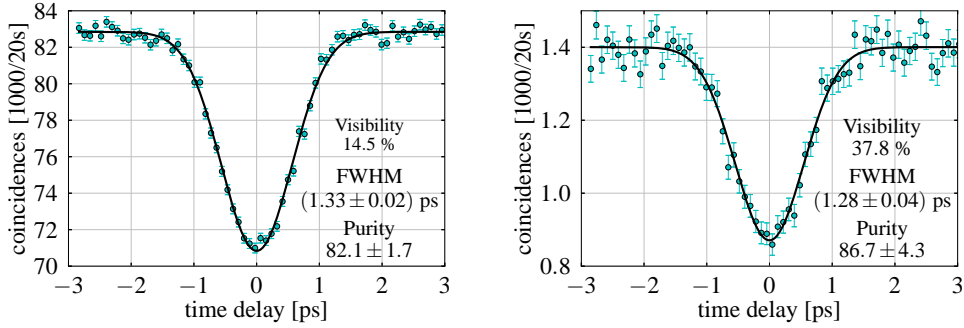 84
82
80
78
76
74
72
70
coincidences [1000/20s]
Visibility
14.5 %
FWHM
(1.33 ± 0.02) ps
Purity
82.1 ± 1.7
−3 −2 −1 0 1 2 3
time delay [ps]
1.4
1.2
1.0
0.8
coincidences [1000/20s]
Visibility
37.8 %
FWHM
(1.28 ± 0.04) ps
Purity
86.7 ± 4.3
−3 −2 −1 0 1 2 3
time delay [ps]